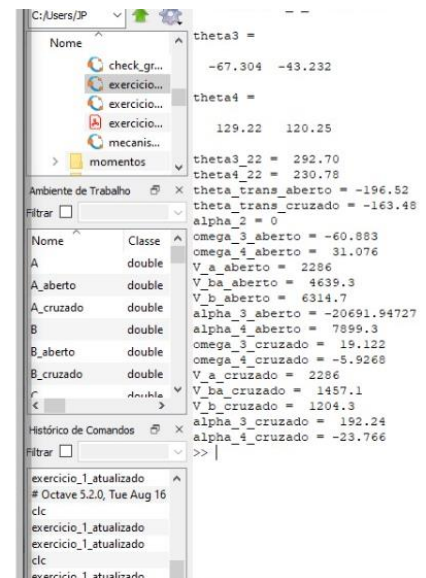 C:/Users/JP
Nome
check_gr...
exercicio...
exercicio...
exercicio...
mecanis...
momentos
Ambiente de Trabalho
Filtrar
Nome Classe
A double
A_aberto double
A_cruzado double
B double
B_aberto double
B_cruzado double
C double
Histórico de Comandos
Filtrar
exercicio_1_atualizado
# Octave 5.2.0, Tue Aug 16
clc
exercicio_1_atualizado
exercicio_1_atualizado
clc
exercicio_1_atualizado
theta3 =
-67.304 -43.232
theta4 =
129.22 120.25
theta3_22 = 292.70
theta4_22 = 230.78
theta_trans_aberto = -196.52
theta_trans_cruzado = -163.48
alpha_2 = 0
omega_3_aberto = -60.883
omega_4_aberto = 31.076
V_a_aberto = 2286
V_ba_aberto = 4639.3
V_b_aberto = 6314.7
alpha_3_aberto = -20691.94727
alpha_4_aberto = 7899.3
omega_3_cruzado = 19.122
omega_4_cruzado = -5.9268
V_a_cruzado = 2286
V_ba_cruzado = 1457.1
V_b_cruzado = 1204.3
alpha_3_cruzado = 192.24
alpha_4_cruzado = -23.766
>>